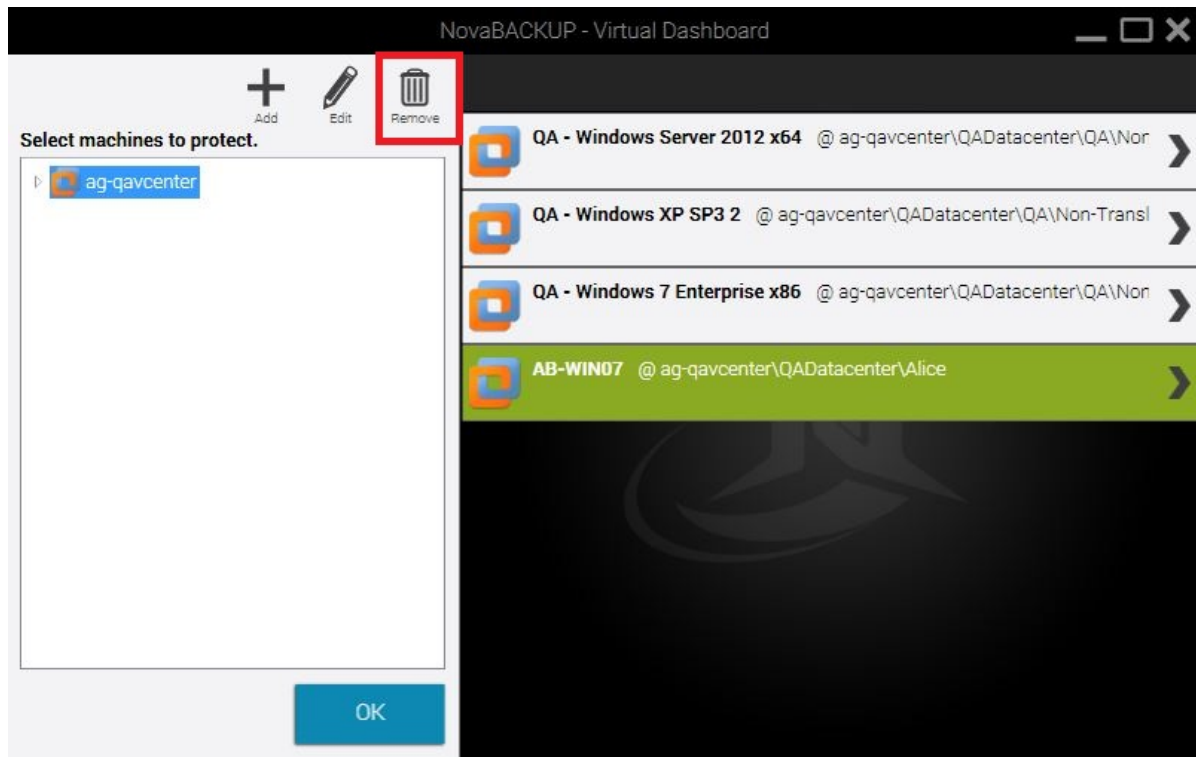 NovaBACKUP - Virtual Dashboard
Add Edit Remove
Select machines to protect.
ag-qavcenter
OK
QA - Windows Server 2012 x64 @ ag-qavcenter\QADatacenter\QA\Non
QA - Windows XP SP3 2 @ ag-qavcenter\QADatacenter\QA\Non-Transl
QA - Windows 7 Enterprise x86 @ ag-qavcenter\QADatacenter\QA\Non
AB-WIN07 @ ag-qavcenter\QADatacenter\Alice